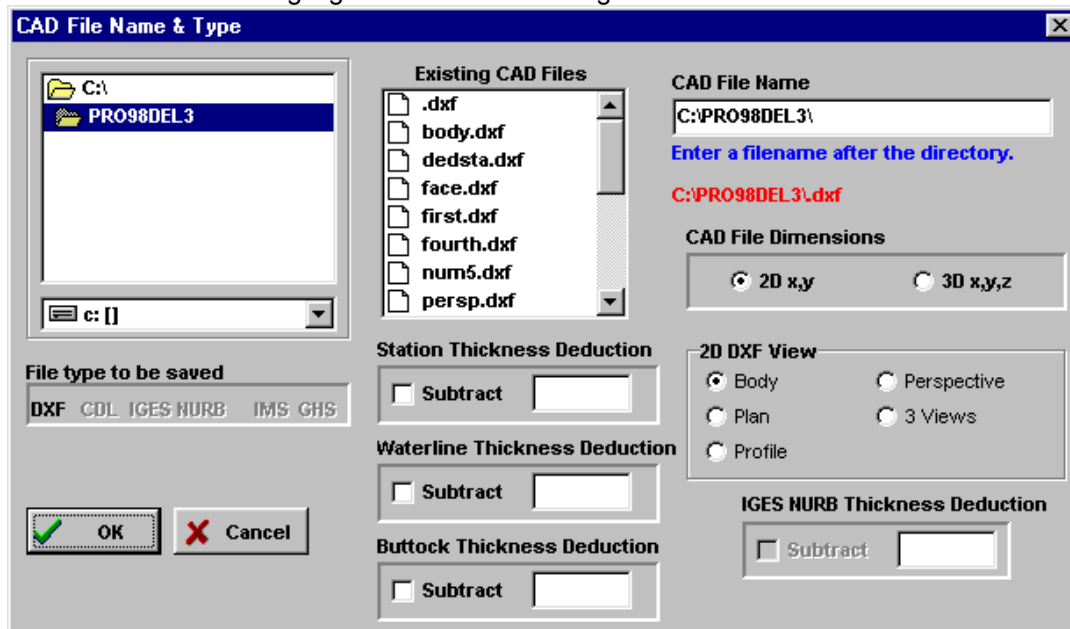 CAD File Name & Type
C:\
PRO98DEL3
c: []
File type to be saved
DXF CDL IGES NURB IMS GHS
OK
Cancel
Existing CAD Files
.dxf
body.dxf
dedsta.dxf
face.dxf
first.dxf
fourth.dxf
num5.dxf
persp.dxf
Station Thickness Deduction
Subtract
Waterline Thickness Deduction
Subtract
Buttock Thickness Deduction
Subtract
CAD File Name
C:\PRO98DEL3\
Enter a filename after the directory.
C:\PRO98DEL3\.dxf
CAD File Dimensions
2D x,y 3D x,y,z
2D DXF View
Body Perspective
Plan 3 Views
Profile
IGES NURB Thickness Deduction
Subtract